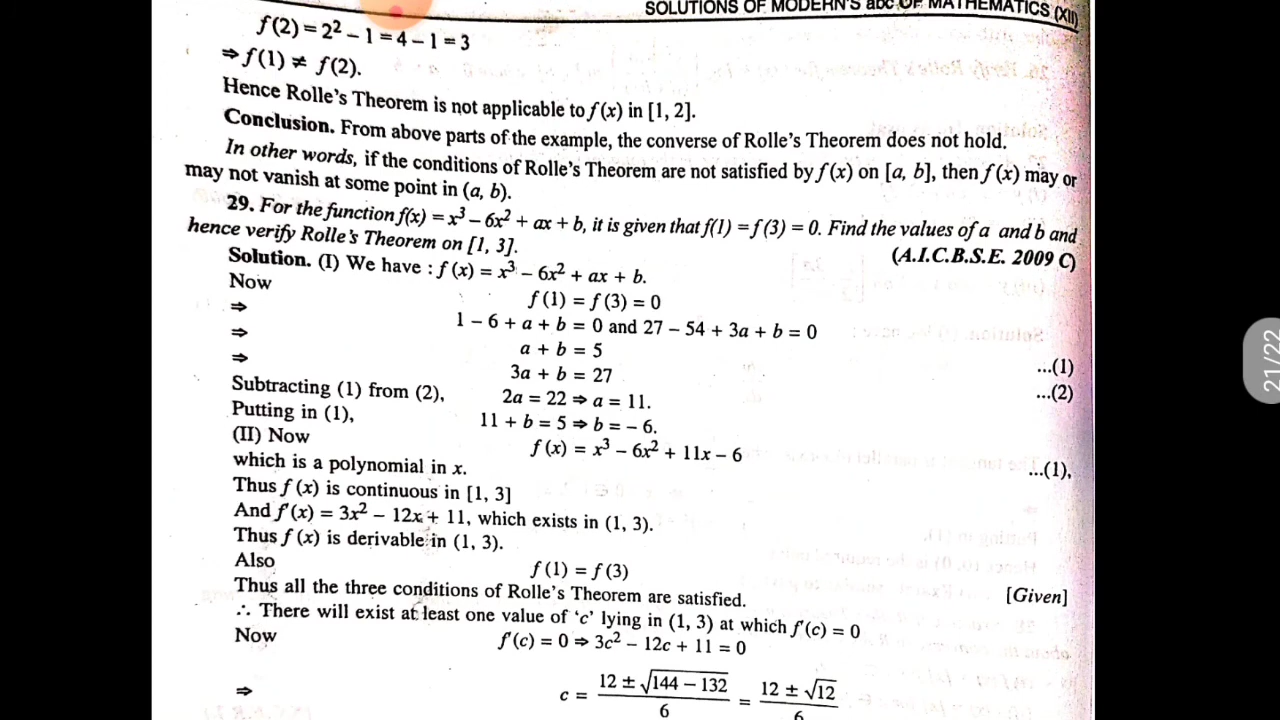 SOLUTIONS OF MODERN'S abc OF MATHEMATICS (XII)
f(2) = 2² – 1 = 4 – 1 = 3
⇒ f(1) ≠ f(2).
Hence Rolle's Theorem is not applicable to f(x) in [1, 2].
Conclusion. From above parts of the example, the converse of Rolle's Theorem does not hold.
In other words, if the conditions of Rolle's Theorem are not satisfied by f(x) on [a, b], then f(x) may or
may not vanish at some point in (a, b).
29. For the function f(x) = x³ – 6x² + ax + b, it is given that f(1) = f(3) = 0. Find the values of a and b and
hence verify Rolle's Theorem on [1, 3]. (A.I.C.B.S.E. 2009 C)
Solution. (I) We have : f(x) = x³ – 6x² + ax + b.
Now f(1) = f(3) = 0
⇒ 1 – 6 + a + b = 0 and 27 – 54 + 3a + b = 0
⇒ a + b = 5 ...(1)
⇒ 3a + b = 27 ...(2)
Subtracting (1) from (2), 2a = 22 ⇒ a = 11.
Putting in (1), 11 + b = 5 ⇒ b = – 6.
(II) Now f(x) = x³ – 6x² + 11x – 6 ...(1),
which is a polynomial in x.
Thus f(x) is continuous in [1, 3]
And f'(x) = 3x² – 12x + 11, which exists in (1, 3).
Thus f(x) is derivable in (1, 3).
Also f(1) = f(3) [Given]
Thus all the three conditions of Rolle's Theorem are satisfied.
∴ There will exist at least one value of 'c' lying in (1, 3) at which f'(c) = 0
Now f'(c) = 0 ⇒ 3c² – 12c + 11 = 0
⇒ c = (12 ± √(144 – 132))/6 = (12 ± √12)/6
21/22